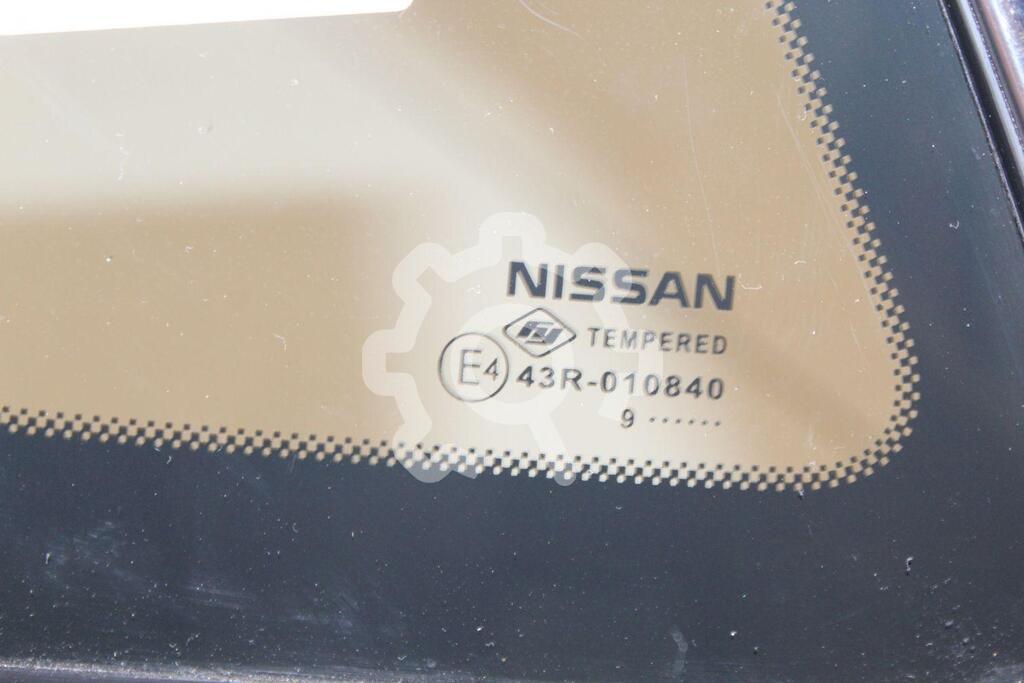 NISSAN
TEMPERED
E4 43R-010840
9 ······